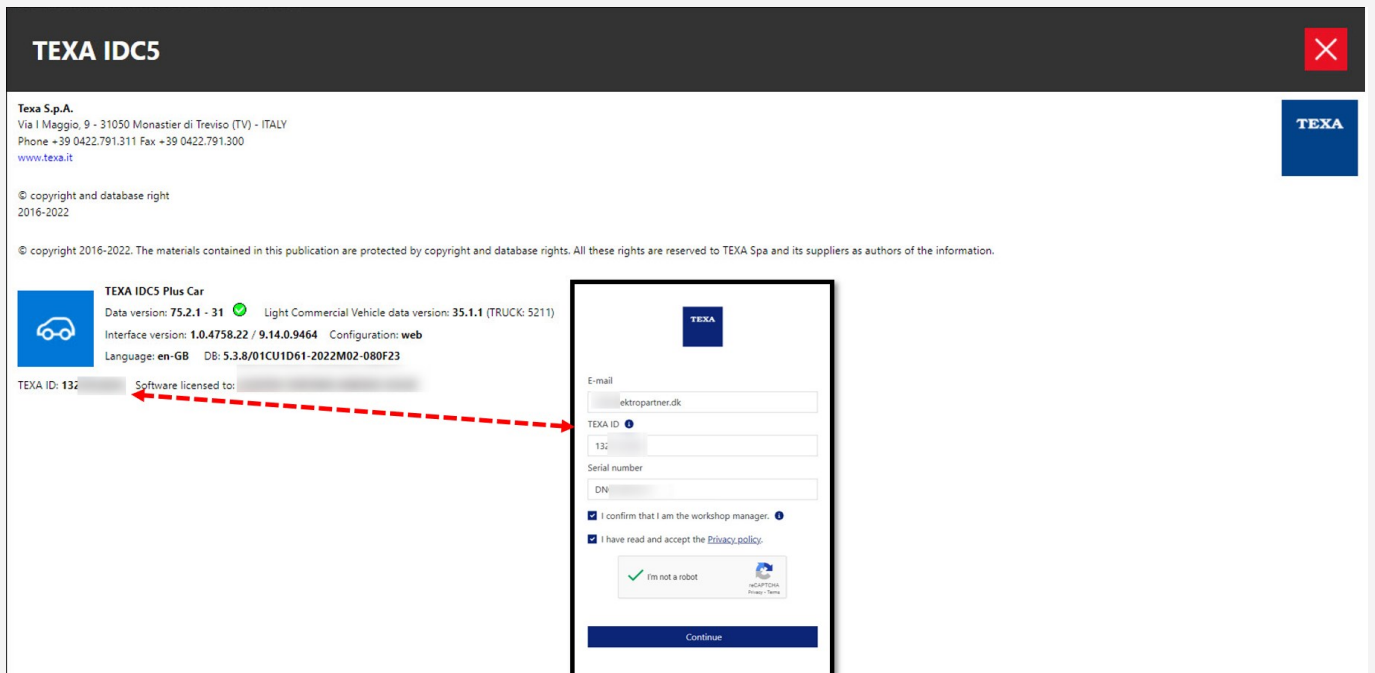 TEXA IDC5
Texa S.p.A.
Via I Maggio, 9 - 31050 Monastier di Treviso (TV) - ITALY
Phone +39 0422.791.311 Fax +39 0422.791.300
www.texa.it
TEXA
© copyright and database right
2016-2022
© copyright 2016-2022. The materials contained in this publication are protected by copyright and database rights. All these rights are reserved to TEXA Spa and its suppliers as authors of the information.
TEXA IDC5 Plus Car
Data version: 75.2.1 - 31 Light Commercial Vehicle data version: 35.1.1 (TRUCK: 5211)
Interface version: 1.0.4758.22 / 9.14.0.9464 Configuration: web
Language: en-GB DB: 5.3.8/01CU1D61-2022M02-080F23
TEXA ID: 132 Software licensed to:
TEXA
E-mail
ektropartner.dk
TEXA ID
132
Serial number
DN
I confirm that I am the workshop manager.
I have read and accept the Privacy policy.
I'm not a robot
reCAPTCHA
Privacy - Terms
Continue